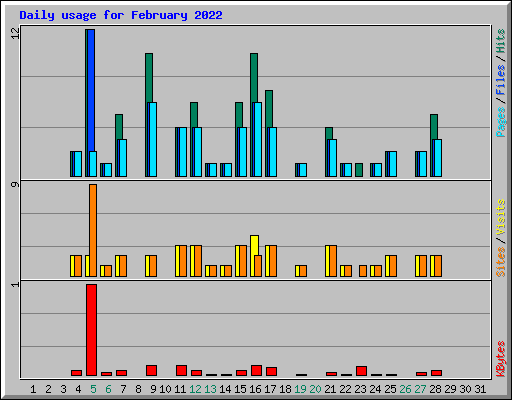 Daily usage for February 2022
12
Pages / Files / Hits
9
Sites / Visits
1
KBytes
1 2 3 4 5 6 7 8 9 10 11 12 13 14 15 16 17 18 19 20 21 22 23 24 25 26 27 28 29 30 31